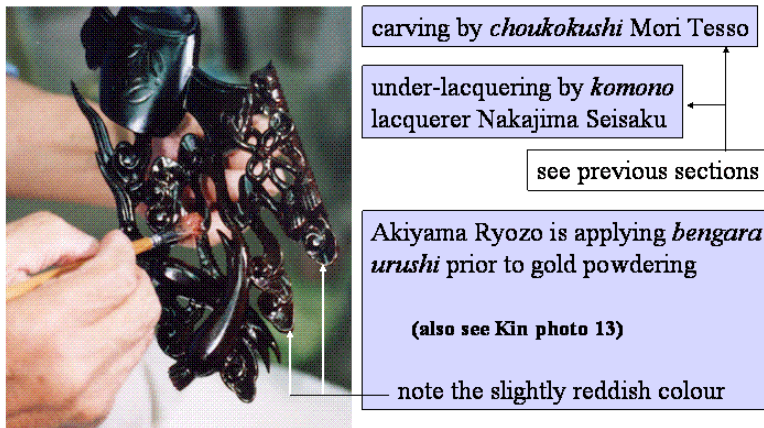 carving by choukokushi Mori Tesso
under-lacquering by komono
lacquerer Nakajima Seisaku
see previous sections
Akiyama Ryozo is applying bengara
urushi prior to gold powdering
(also see Kin photo 13)
note the slightly reddish colour